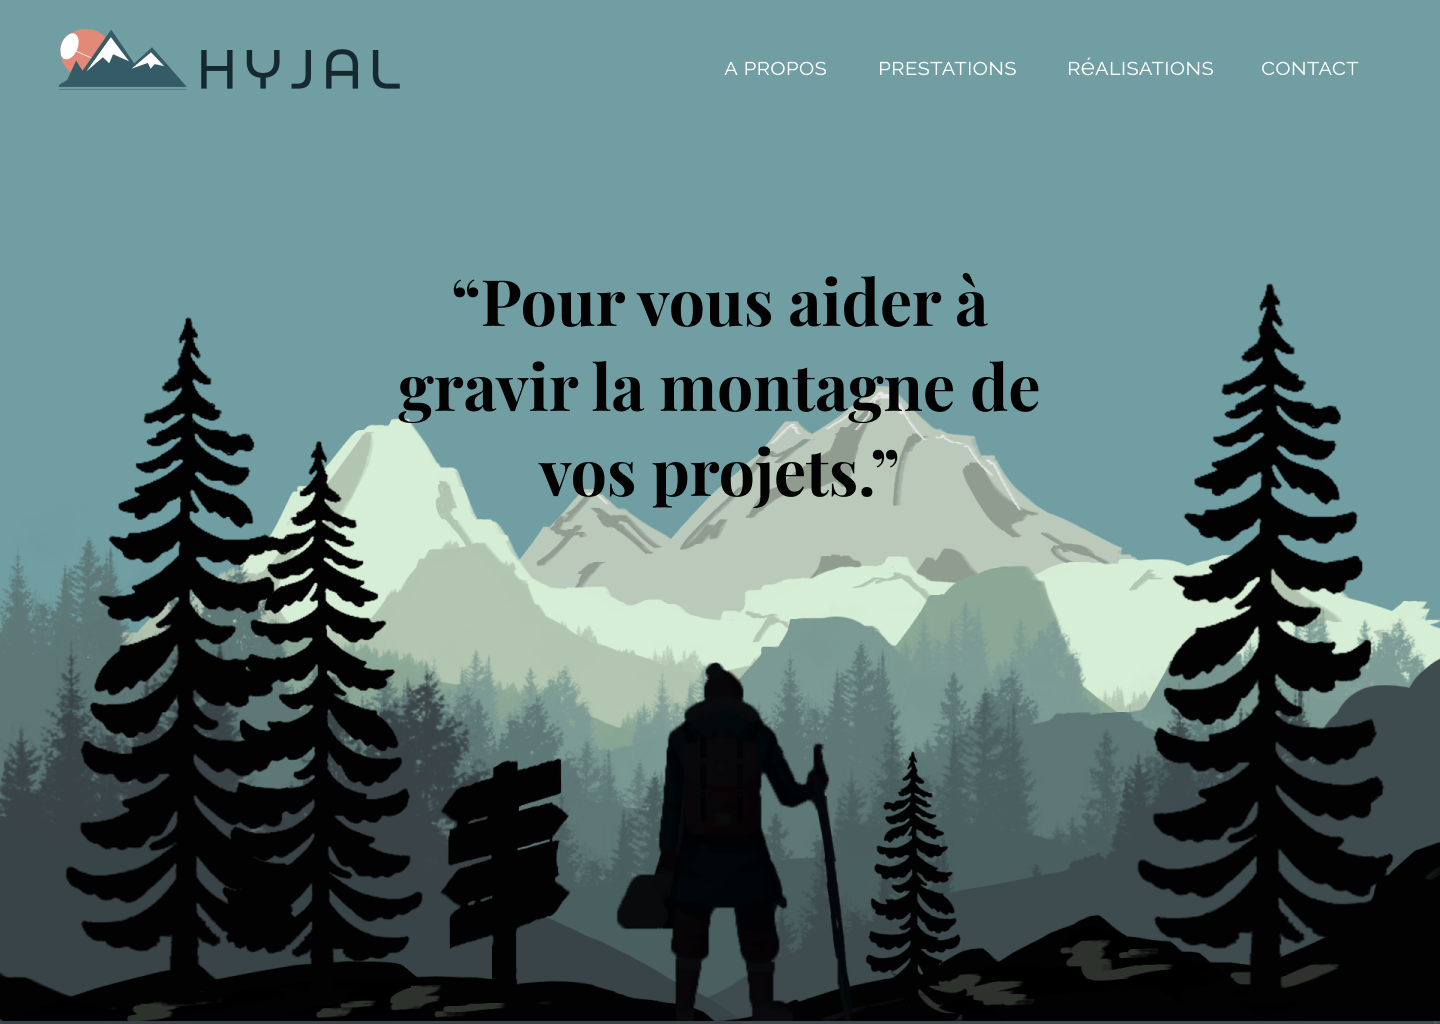 HYJAL
A PROPOS PRESTATIONS RéALISATIONS CONTACT
“Pour vous aider à
gravir la montagne de
vos projets.”